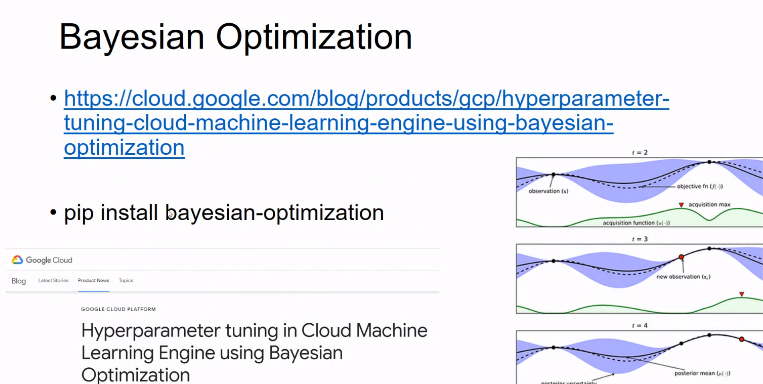 Bayesian Optimization
• https://cloud.google.com/blog/products/gcp/hyperparameter-
tuning-cloud-machine-learning-engine-using-bayesian-
optimization
• pip install bayesian-optimization
Google Cloud
Blog Latest Stories Product News Topics
GOOGLE CLOUD PLATFORM
Hyperparameter tuning in Cloud Machine
Learning Engine using Bayesian
Optimization
t = 2
observation (x)
objective fn (f(·))
acquisition max
acquisition function (u(·))
t = 3
new observation (xₜ)
t = 4
posterior mean (μ(·))
posterior uncertainty